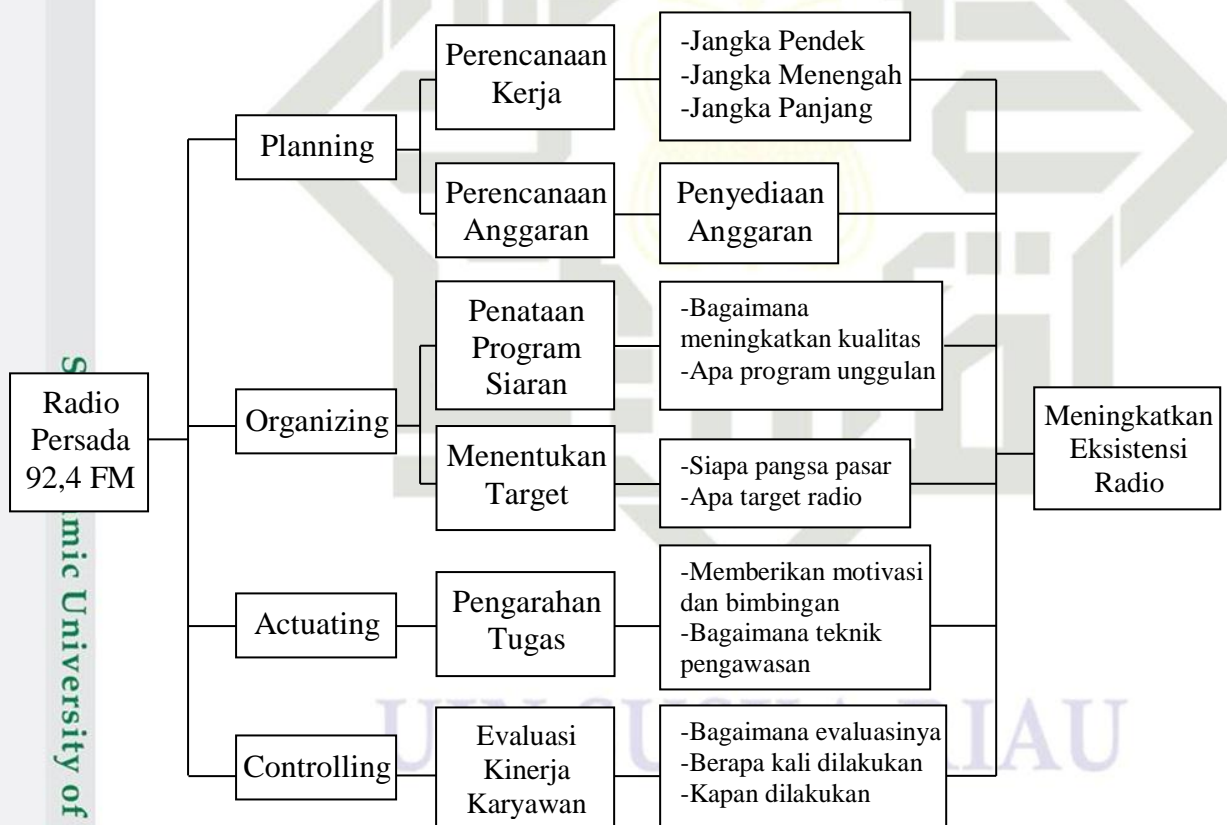 Radio
Persada
92,4 FM
Planning
Perencanaan
Kerja
-Jangka Pendek
-Jangka Menengah
-Jangka Panjang
Perencanaan
Anggaran
Penyediaan
Anggaran
Organizing
Penataan
Program
Siaran
-Bagaimana
meningkatkan kualitas
-Apa program unggulan
Menentukan
Target
-Siapa pangsa pasar
-Apa target radio
Actuating
Pengarahan
Tugas
-Memberikan motivasi
dan bimbingan
-Bagaimana teknik
pengawasan
Controlling
Evaluasi
Kinerja
Karyawan
-Bagaimana evaluasinya
-Berapa kali dilakukan
-Kapan dilakukan
Meningkatkan
Eksistensi
Radio
University of
RIAU